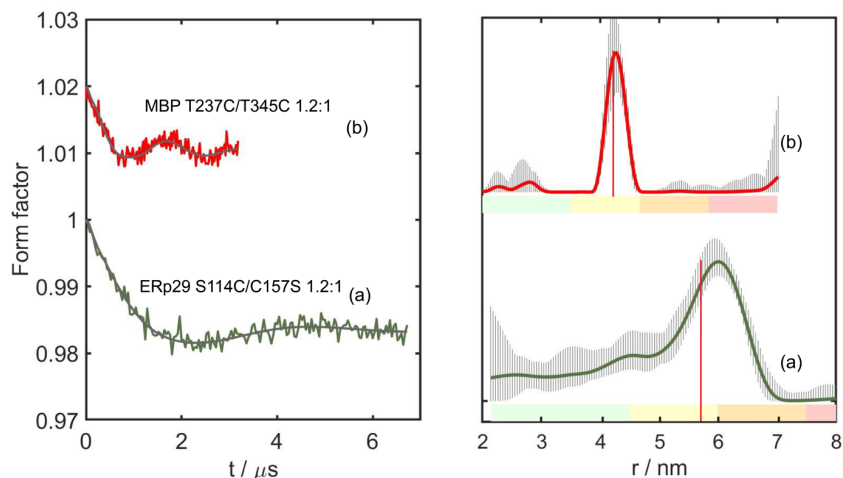 1.03
1.02
1.01
1
0.99
0.98
0.97
Form factor
MBP T237C/T345C 1.2:1
(b)
ERp29 S114C/C157S 1.2:1
(a)
0
2
4
6
t / μs
(b)
(a)
2
3
4
5
6
7
8
r / nm